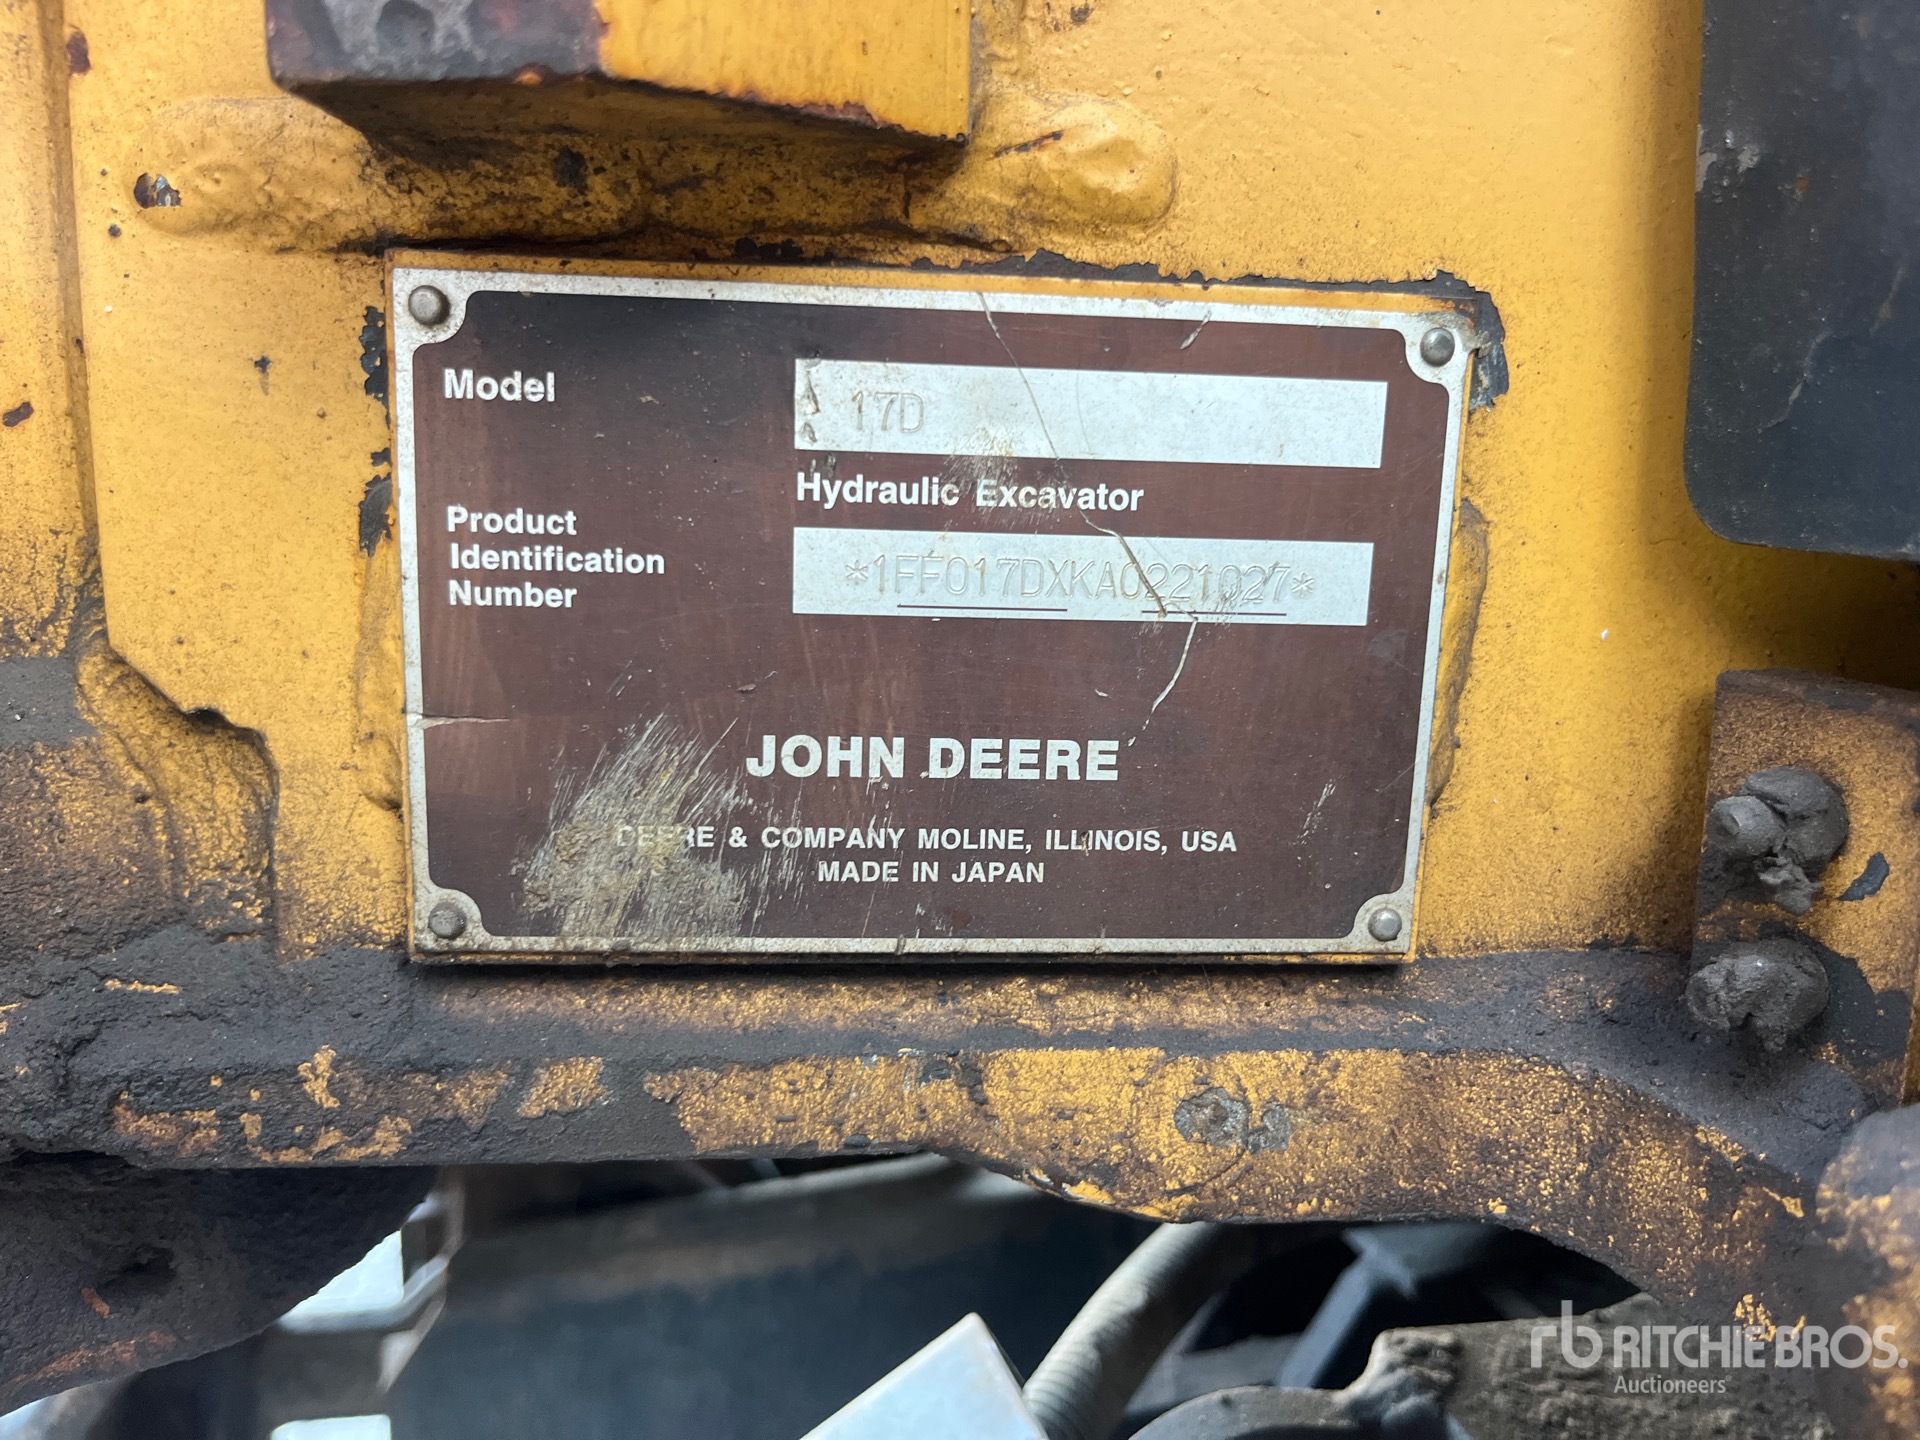 Model
17D
Hydraulic Excavator
Product
Identification
Number
*1FF017DXKA0221027*
JOHN DEERE
DEERE & COMPANY MOLINE, ILLINOIS, USA
MADE IN JAPAN
rb RITCHIE BROS.
Auctioneers